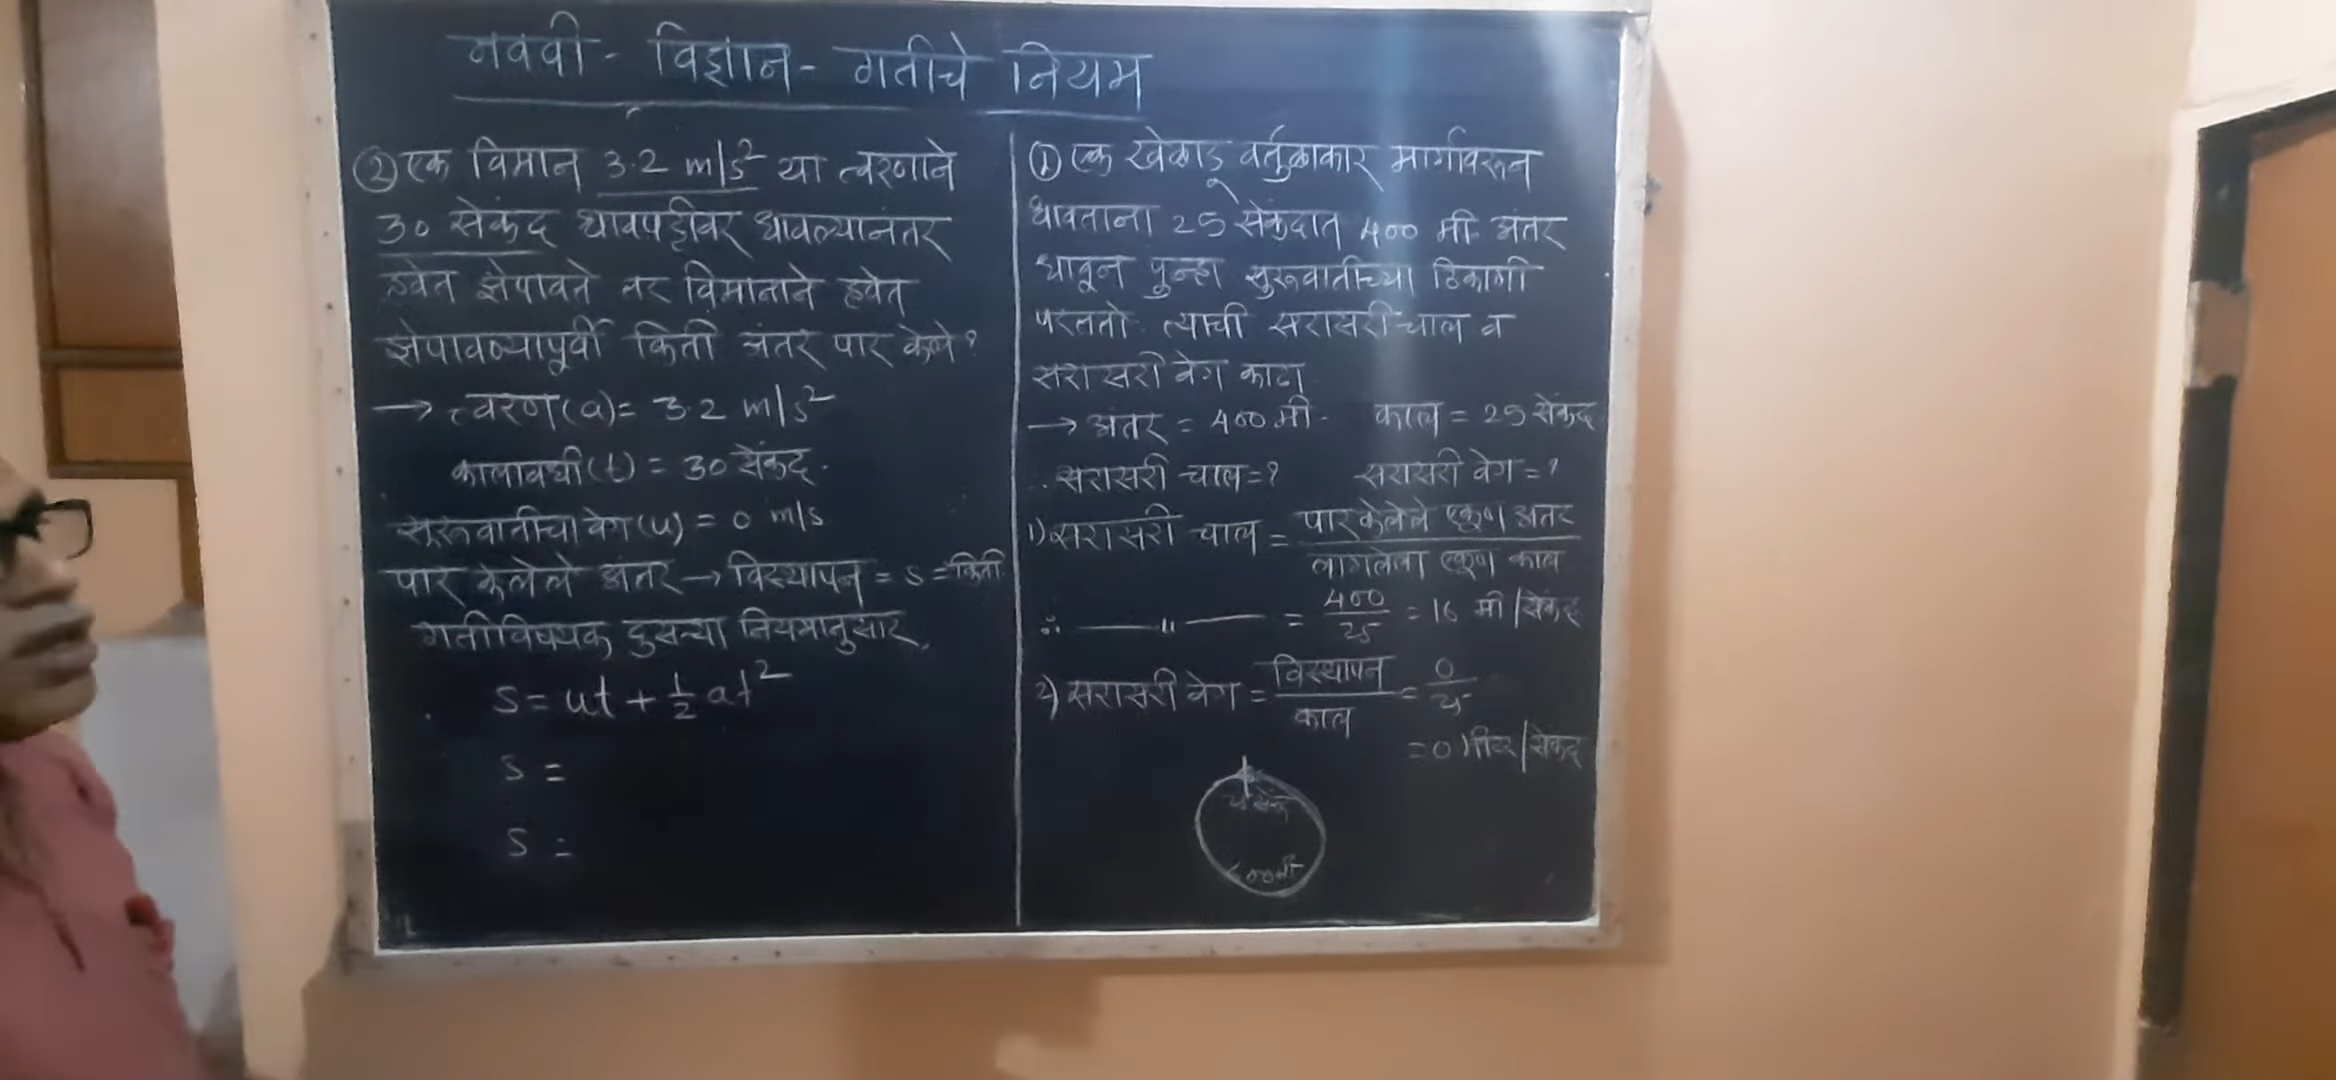 नववी - विज्ञान - गतीचे नियम
② एक विमान 3.2 m/s² या त्वरणाने
30 सेकंद धावपट्टीवर धावल्यानंतर
हवेत झेपावते तर विमानाने हवेत
झेपावण्यापूर्वी किती अंतर पार केले?
→ त्वरण (a) = 3.2 m/s²
कालावधी (t) = 30 सेकंद.
सुरूवातीचा वेग (u) = 0 m/s
पार केलेले अंतर → विस्थापन = s = किती
गतीविषयक दुसऱ्या नियमानुसार,
s = ut + ½ at²
s =
s =
① एक खेळाडू वर्तुळाकार मार्गावरून
धावताना 25 सेकंदात 400 मी. अंतर
धावून पुन्हा सुरूवातीच्या ठिकाणी
परततो. त्याची सरासरी चाल व
सरासरी वेग काढा.
→ अंतर = 400 मी. काल = 25 सेकंद
सरासरी चाल = ? सरासरी वेग = ?
1) सरासरी चाल = पार केलेले एकूण अंतर
लागलेला एकूण काल
∴ —— " —— = 400/25 = 16 मी/सेकंद
2) सरासरी वेग = विस्थापन/काल = 0/25
= 0 मीटर/सेकंद